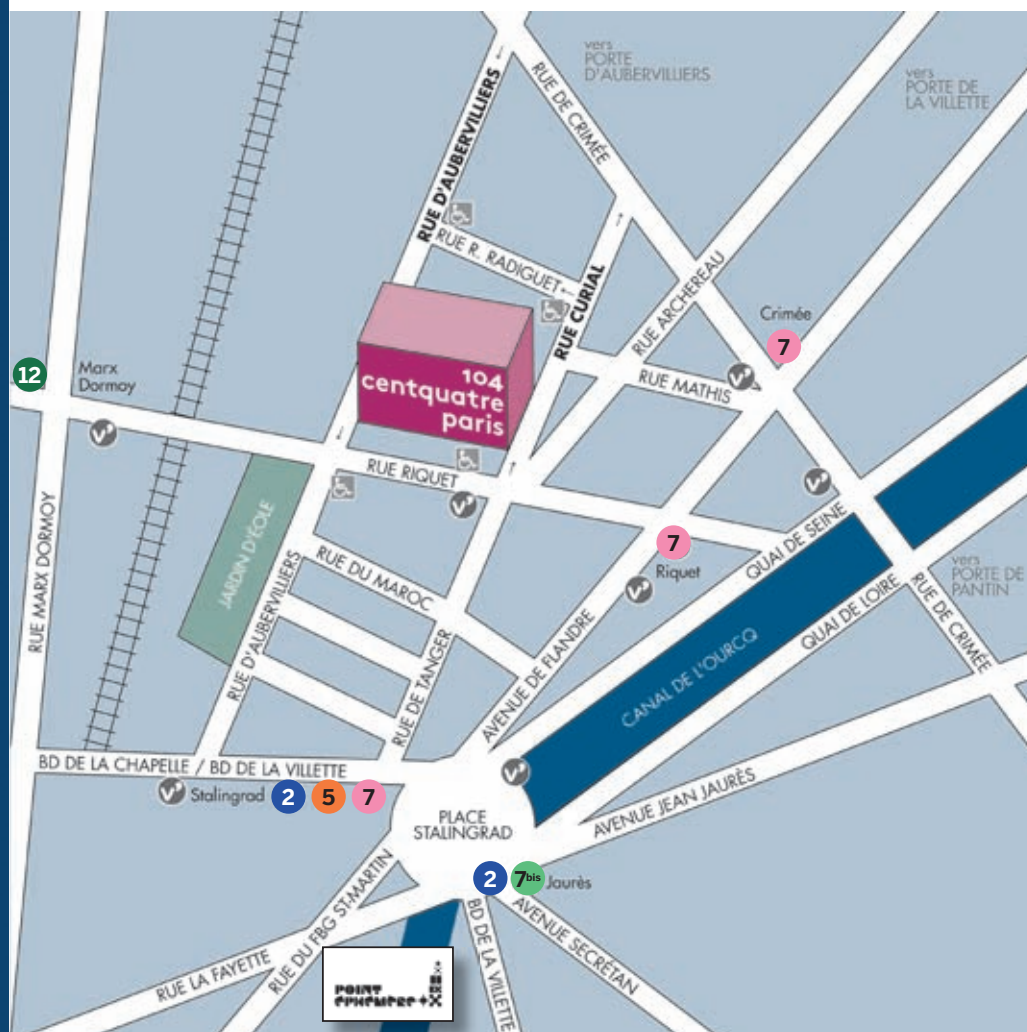 vers
PORTE
D'AUBERVILLIERS
vers
PORTE DE
LA VILLETTE
RUE D'AUBERVILLIERS
RUE DE CRIMÉE
RUE R. RADIGUET
RUE CURIAL
RUE ARCHEREAU
Crimée
7
12
Marx
Dormoy
104
centquatre
paris
RUE MATHIS
RUE RIQUET
RUE MARX DORMOY
JARDIN D'ÉCOLE
7
Riquet
QUAI DE SEINE
vers
PORTE DE
PANTIN
RUE DU MAROC
RUE D'AUBERVILLIERS
RUE DE TANGER
AVENUE DE FLANDRE
CANAL DE L'OURCQ
QUAI DE LOIRE
RUE DE CRIMÉE
BD DE LA CHAPELLE / BD DE LA VILLETTE
Stalingrad 2 5 7
PLACE
STALINGRAD
AVENUE JEAN JAURÈS
2 7bis Jaurès
RUE DU FBG ST-MARTIN
RUE LA FAYETTE
BD DE LA VILLETTE
AVENUE SECRÉTAN
POINT
EPHEMERE